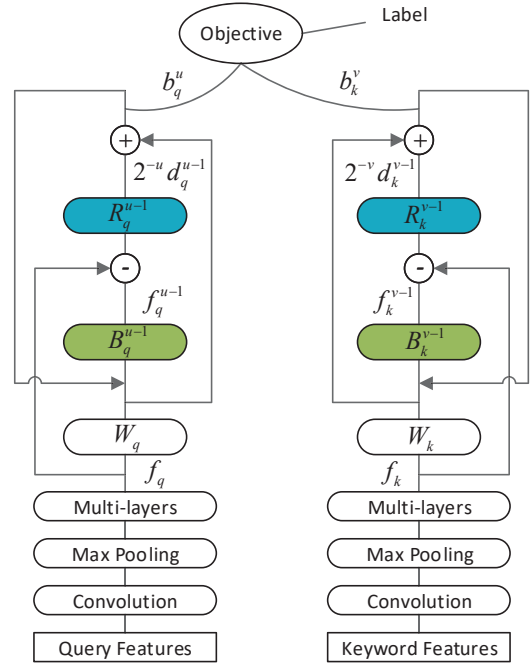 Objective
Label
b_q^u
b_k^v
+
+
2^{-u} d_q^{u-1}
2^{-v} d_k^{v-1}
R_q^{u-1}
R_k^{v-1}
-
-
f_q^{u-1}
f_k^{v-1}
B_q^{u-1}
B_k^{v-1}
W_q
W_k
f_q
f_k
Multi-layers
Multi-layers
Max Pooling
Max Pooling
Convolution
Convolution
Query Features
Keyword Features